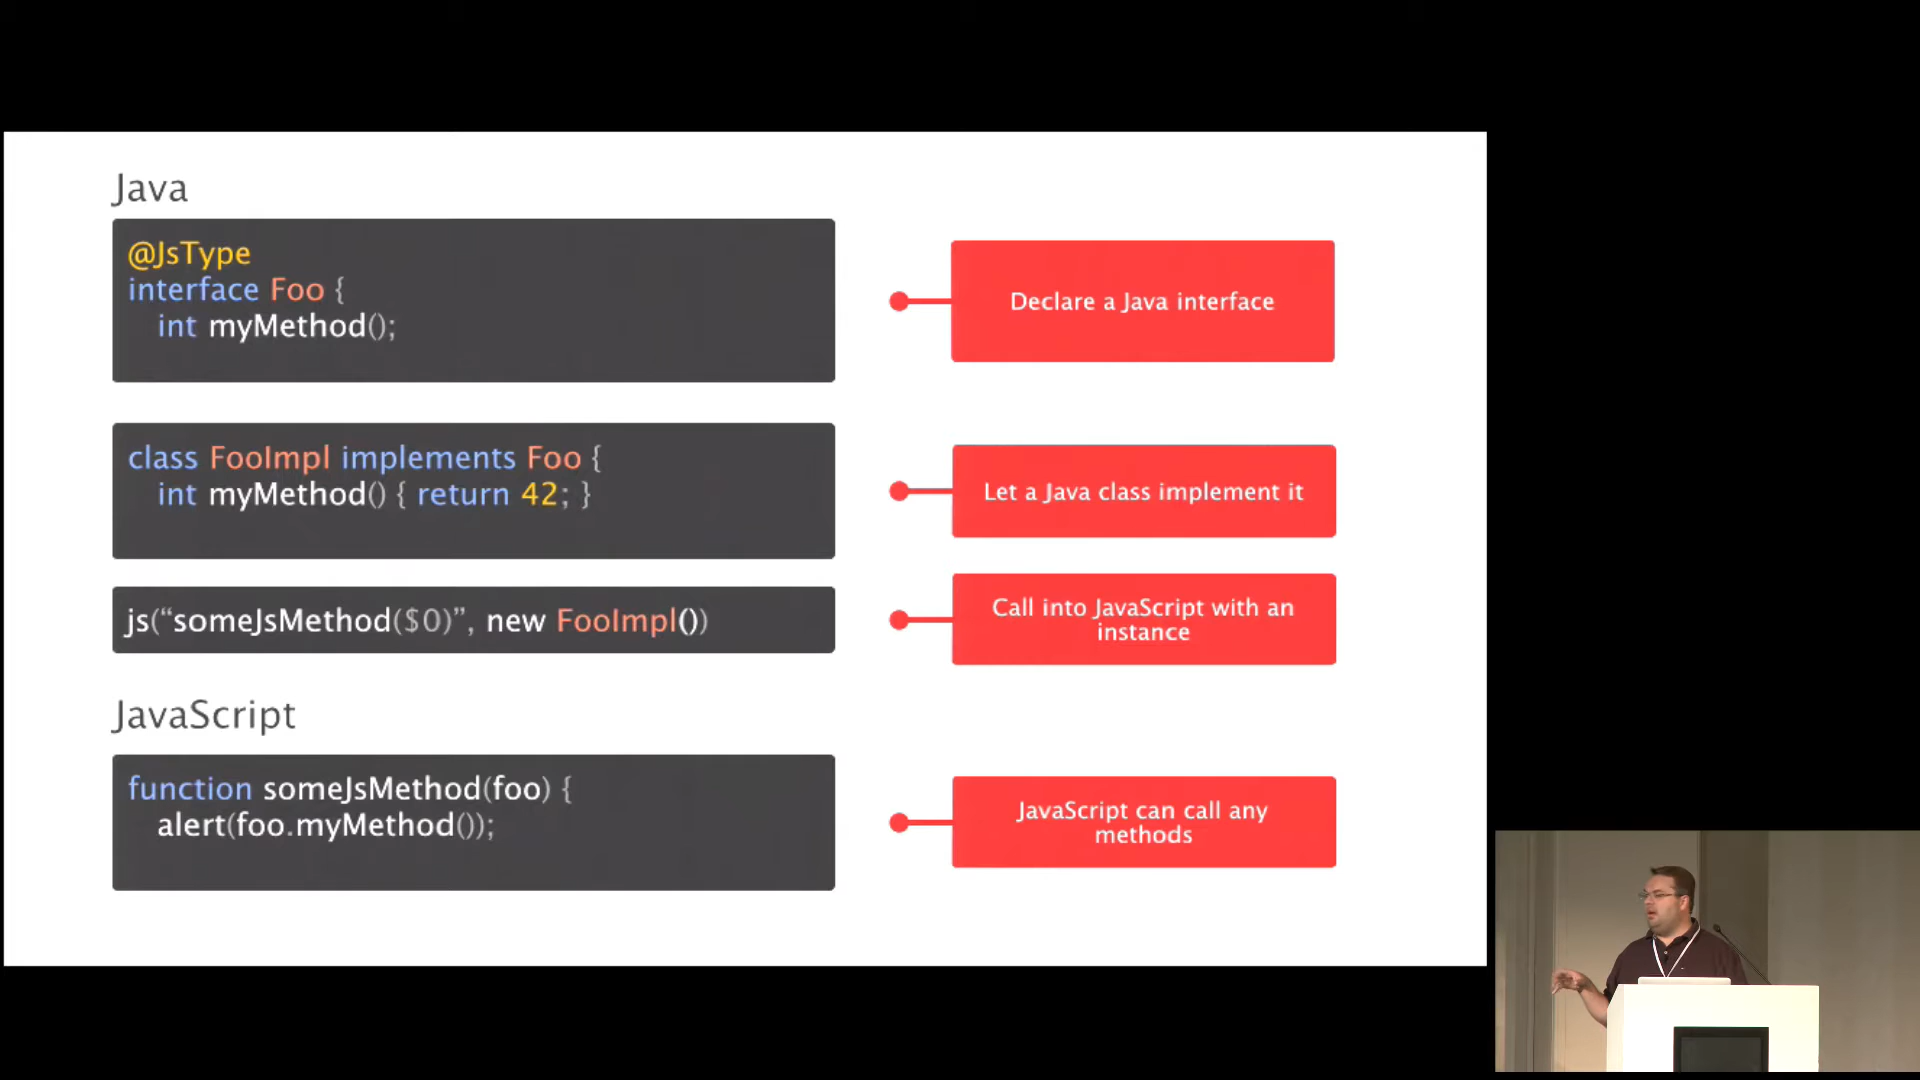 Java
@JsType
interface Foo {
int myMethod();
Declare a Java interface
class FooImpl implements Foo {
int myMethod() { return 42; }
Let a Java class implement it
js(“someJsMethod($0)”, new FooImpl())
Call into JavaScript with an
instance
JavaScript
function someJsMethod(foo) {
alert(foo.myMethod());
JavaScript can call any
methods